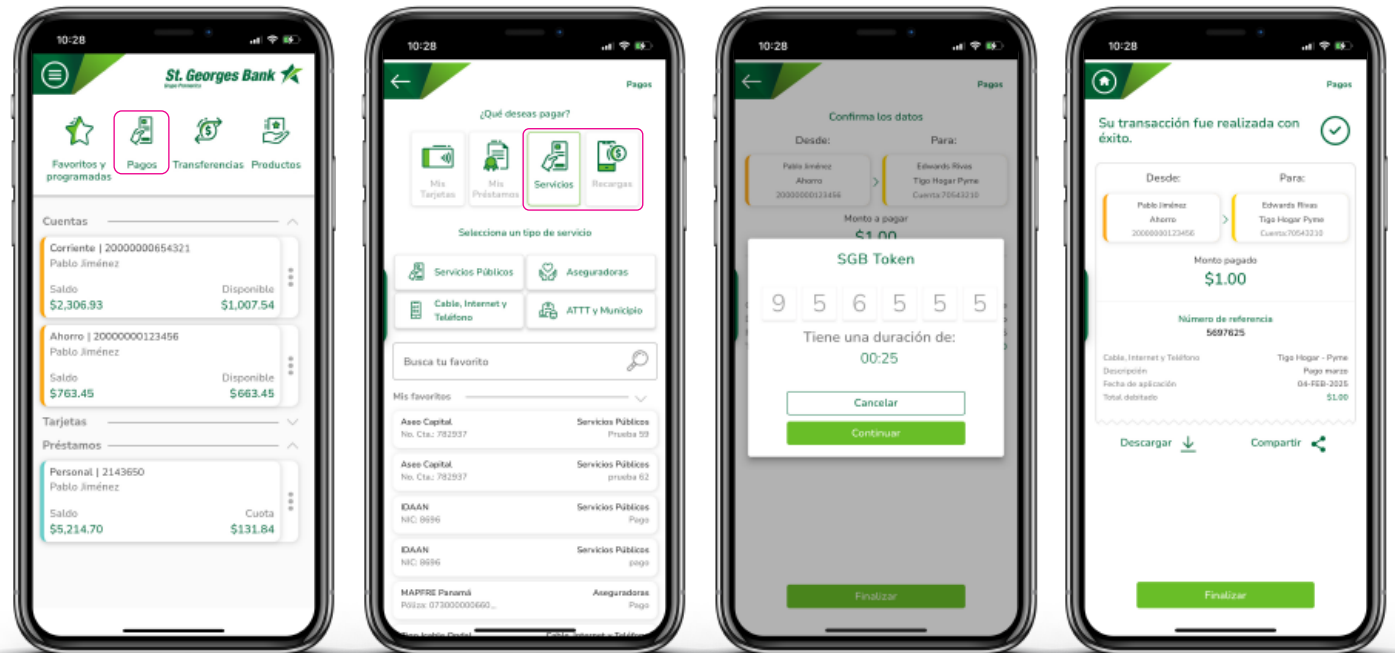 10:28
St. Georges Bank
Grupo Promerica
Favoritos y programadas
Pagos
Transferencias
Productos
Cuentas
Corriente | 20000000654321
Pablo Jiménez
Saldo Disponible
$2,306.93 $1,007.54
Ahorro | 20000000123456
Pablo Jiménez
Saldo Disponible
$763.45 $663.45
Tarjetas
Préstamos
Personal | 2143650
Pablo Jiménez
Saldo Cuota
$5,214.70 $131.84
10:28
Pagos
¿Qué deseas pagar?
Mis Tarjetas
Mis Préstamos
Servicios
Recargas
Selecciona un tipo de servicio
Servicios Públicos
Aseguradoras
Cable, Internet y Teléfono
ATTT y Municipio
Busca tu favorito
Mis favoritos
Aseo Capital Servicios Públicos
No. Cta.: 782937 Prueba 59
Aseo Capital Servicios Públicos
No. Cta.: 782937 prueba 62
IDAAN Servicios Públicos
NIC: 8696 Pago
IDAAN Servicios Públicos
NIC: 8696 pago
MAPFRE Panamá Aseguradoras
Póliza: 073000000660... Pago
10:28
Pagos
Confirma los datos
Desde: Para:
Pablo Jiménez
Ahorro
20000000123456
Edwards Rivas
Tigo Hogar Pyme
Cuenta:70543210
Monto a pagar
$1.00
SGB Token
9 5 6 5 5 5
Tiene una duración de:
00:25
Cancelar
Continuar
Finalizar
10:28
Pagos
Su transacción fue realizada con
éxito.
Desde: Para:
Pablo Jiménez
Ahorro
20000000123456
Edwards Rivas
Tigo Hogar Pyme
Cuenta:70543210
Monto pagado
$1.00
Número de referencia
5697625
Cable, Internet y Teléfono Tigo Hogar - Pyme
Descripción Pago marzo
Fecha de aplicación 04-FEB-2025
Total debitado $1.00
Descargar
Compartir
Finalizar